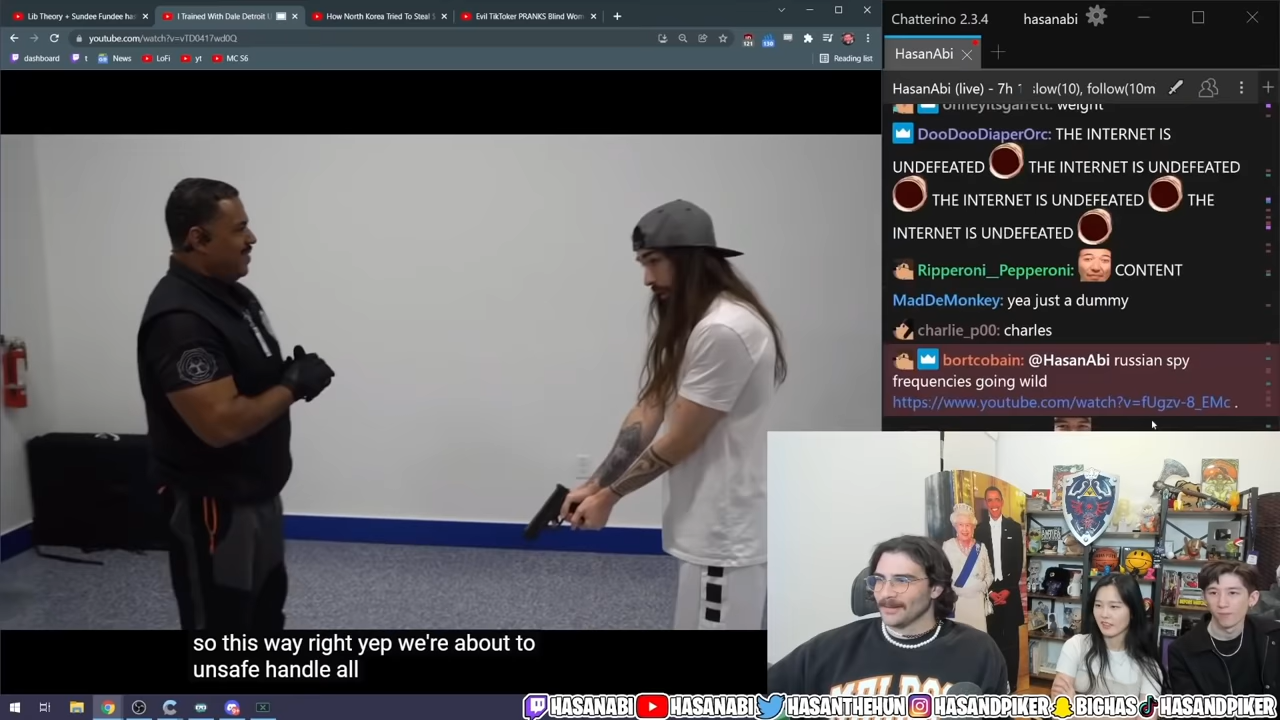 Lib Theory + Sundee Fundee ha
I Trained With Dale Detroit U
How North Korea Tried To Steal
Evil TikToker PRANKS Blind Wom
youtube.com/watch?v=vTD0417wd0Q
dashboard
t
News
LoFi
yt
MC S6
Reading list
121
130
Chatterino 2.3.4
hasanabi
HasanAbi
HasanAbi (live) - 7h
slow(10), follow(10m
weight
DooDooDiaperOrc: THE INTERNET IS
UNDEFEATED THE INTERNET IS UNDEFEATED
THE INTERNET IS UNDEFEATED THE
INTERNET IS UNDEFEATED
Ripperoni__Pepperoni: CONTENT
MadDeMonkey: yea just a dummy
charlie_p00: charles
bortcobain: @HasanAbi russian spy
frequencies going wild
https://www.youtube.com/watch?v=fUgzv-8_EMc .
so this way right yep we're about to
unsafe handle all
HASANABI HASANABI HASANTHEHUN HASANDPIKER BIGHAS HASANDPIKER